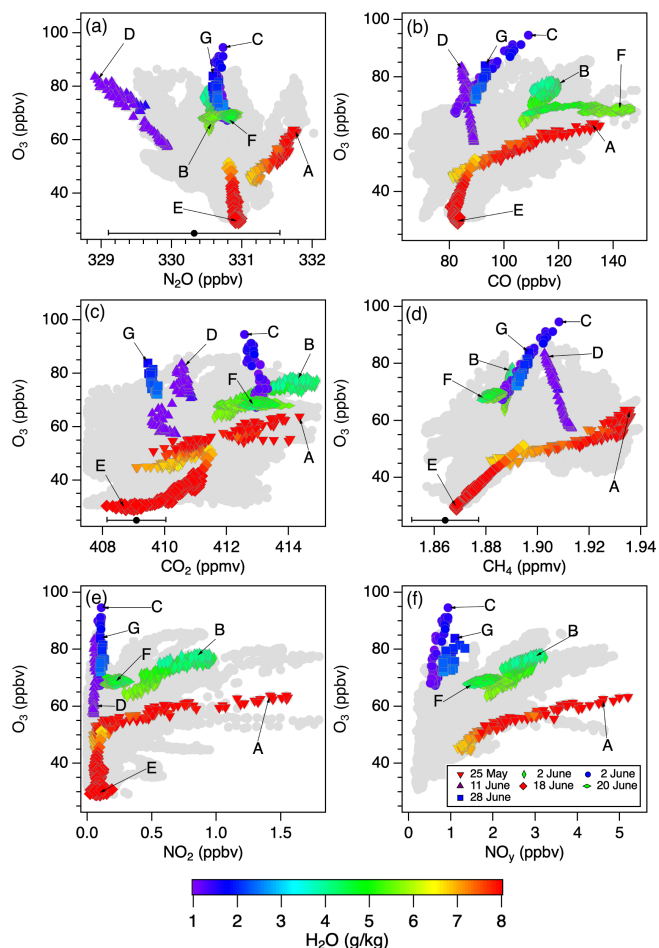 (a)
D
G
C
B
F
A
E
O3 (ppbv)
100
80
60
40
329
330
331
332
N2O (ppbv)
(b)
D
G
C
B
F
A
E
O3 (ppbv)
100
80
60
40
80
100
120
140
CO (ppbv)
(c)
G
D
C
B
F
A
E
O3 (ppbv)
100
80
60
40
408
410
412
414
CO2 (ppmv)
(d)
G
C
B
D
F
E
A
O3 (ppbv)
100
80
60
40
1.86
1.88
1.90
1.92
1.94
CH4 (ppmv)
(e)
C
G
B
F
D
A
E
O3 (ppbv)
100
80
60
40
0.0
0.5
1.0
1.5
NO2 (ppbv)
(f)
C
G
B
F
A
O3 (ppbv)
100
80
60
40
0
1
2
3
4
5
NOy (ppbv)
25 May 2 June 2 June
11 June 18 June 20 June
28 June
1 2 3 4 5 6 7 8
H2O (g/kg)